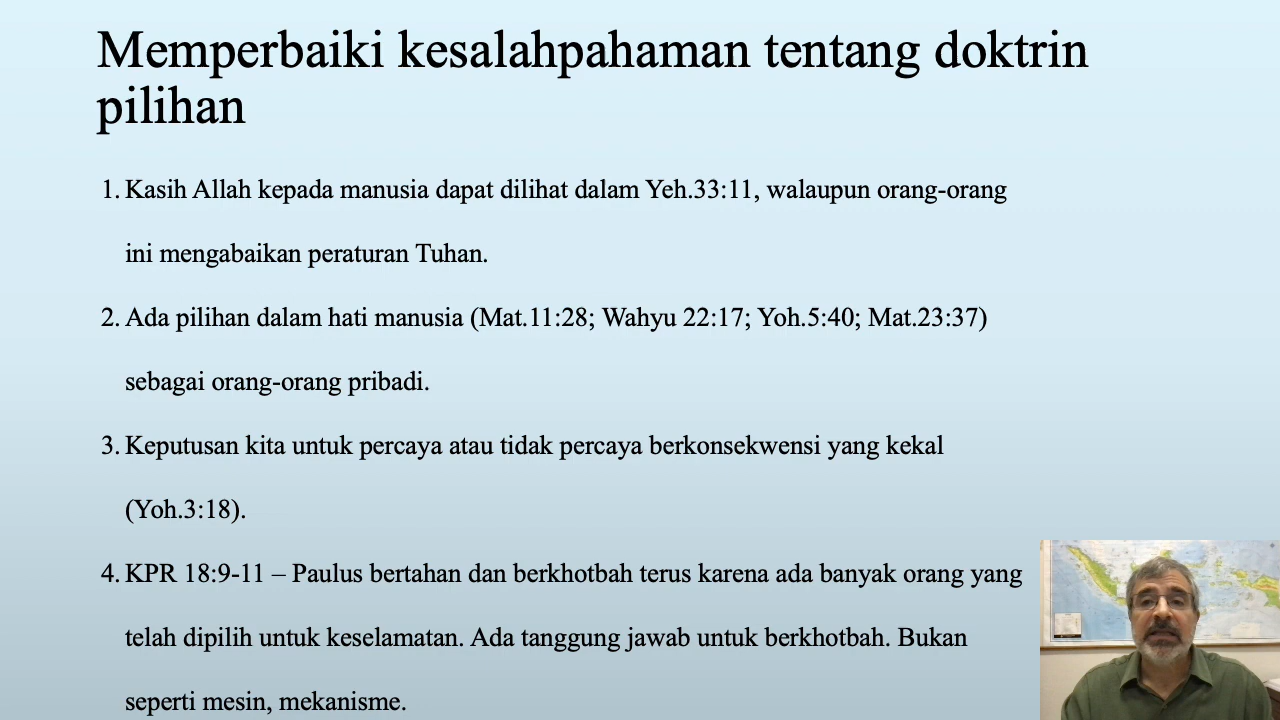 Memperbaiki kesalahpahaman tentang doktrin
pilihan
1. Kasih Allah kepada manusia dapat dilihat dalam Yeh.33:11, walaupun orang-orang
ini mengabaikan peraturan Tuhan.
2. Ada pilihan dalam hati manusia (Mat.11:28; Wahyu 22:17; Yoh.5:40; Mat.23:37)
sebagai orang-orang pribadi.
3. Keputusan kita untuk percaya atau tidak percaya berkonsekwensi yang kekal
(Yoh.3:18).
4. KPR 18:9-11 – Paulus bertahan dan berkhotbah terus karena ada banyak orang yang
telah dipilih untuk keselamatan. Ada tanggung jawab untuk berkhotbah. Bukan
seperti mesin, mekanisme.